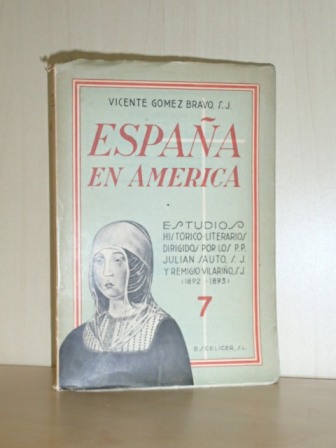 VICENTE GOMEZ BRAVO, S. J.
ESPAÑA
EN AMERICA
ESTUDIOS
HISTORICO-LITERARIOS
DIRIGIDOS POR LOS P.P.
JULIAN SAUTO, S. J.
Y REMIGIO VILARIÑO, S.J.
(1892-1893)
7
ESCELICER, S.L.